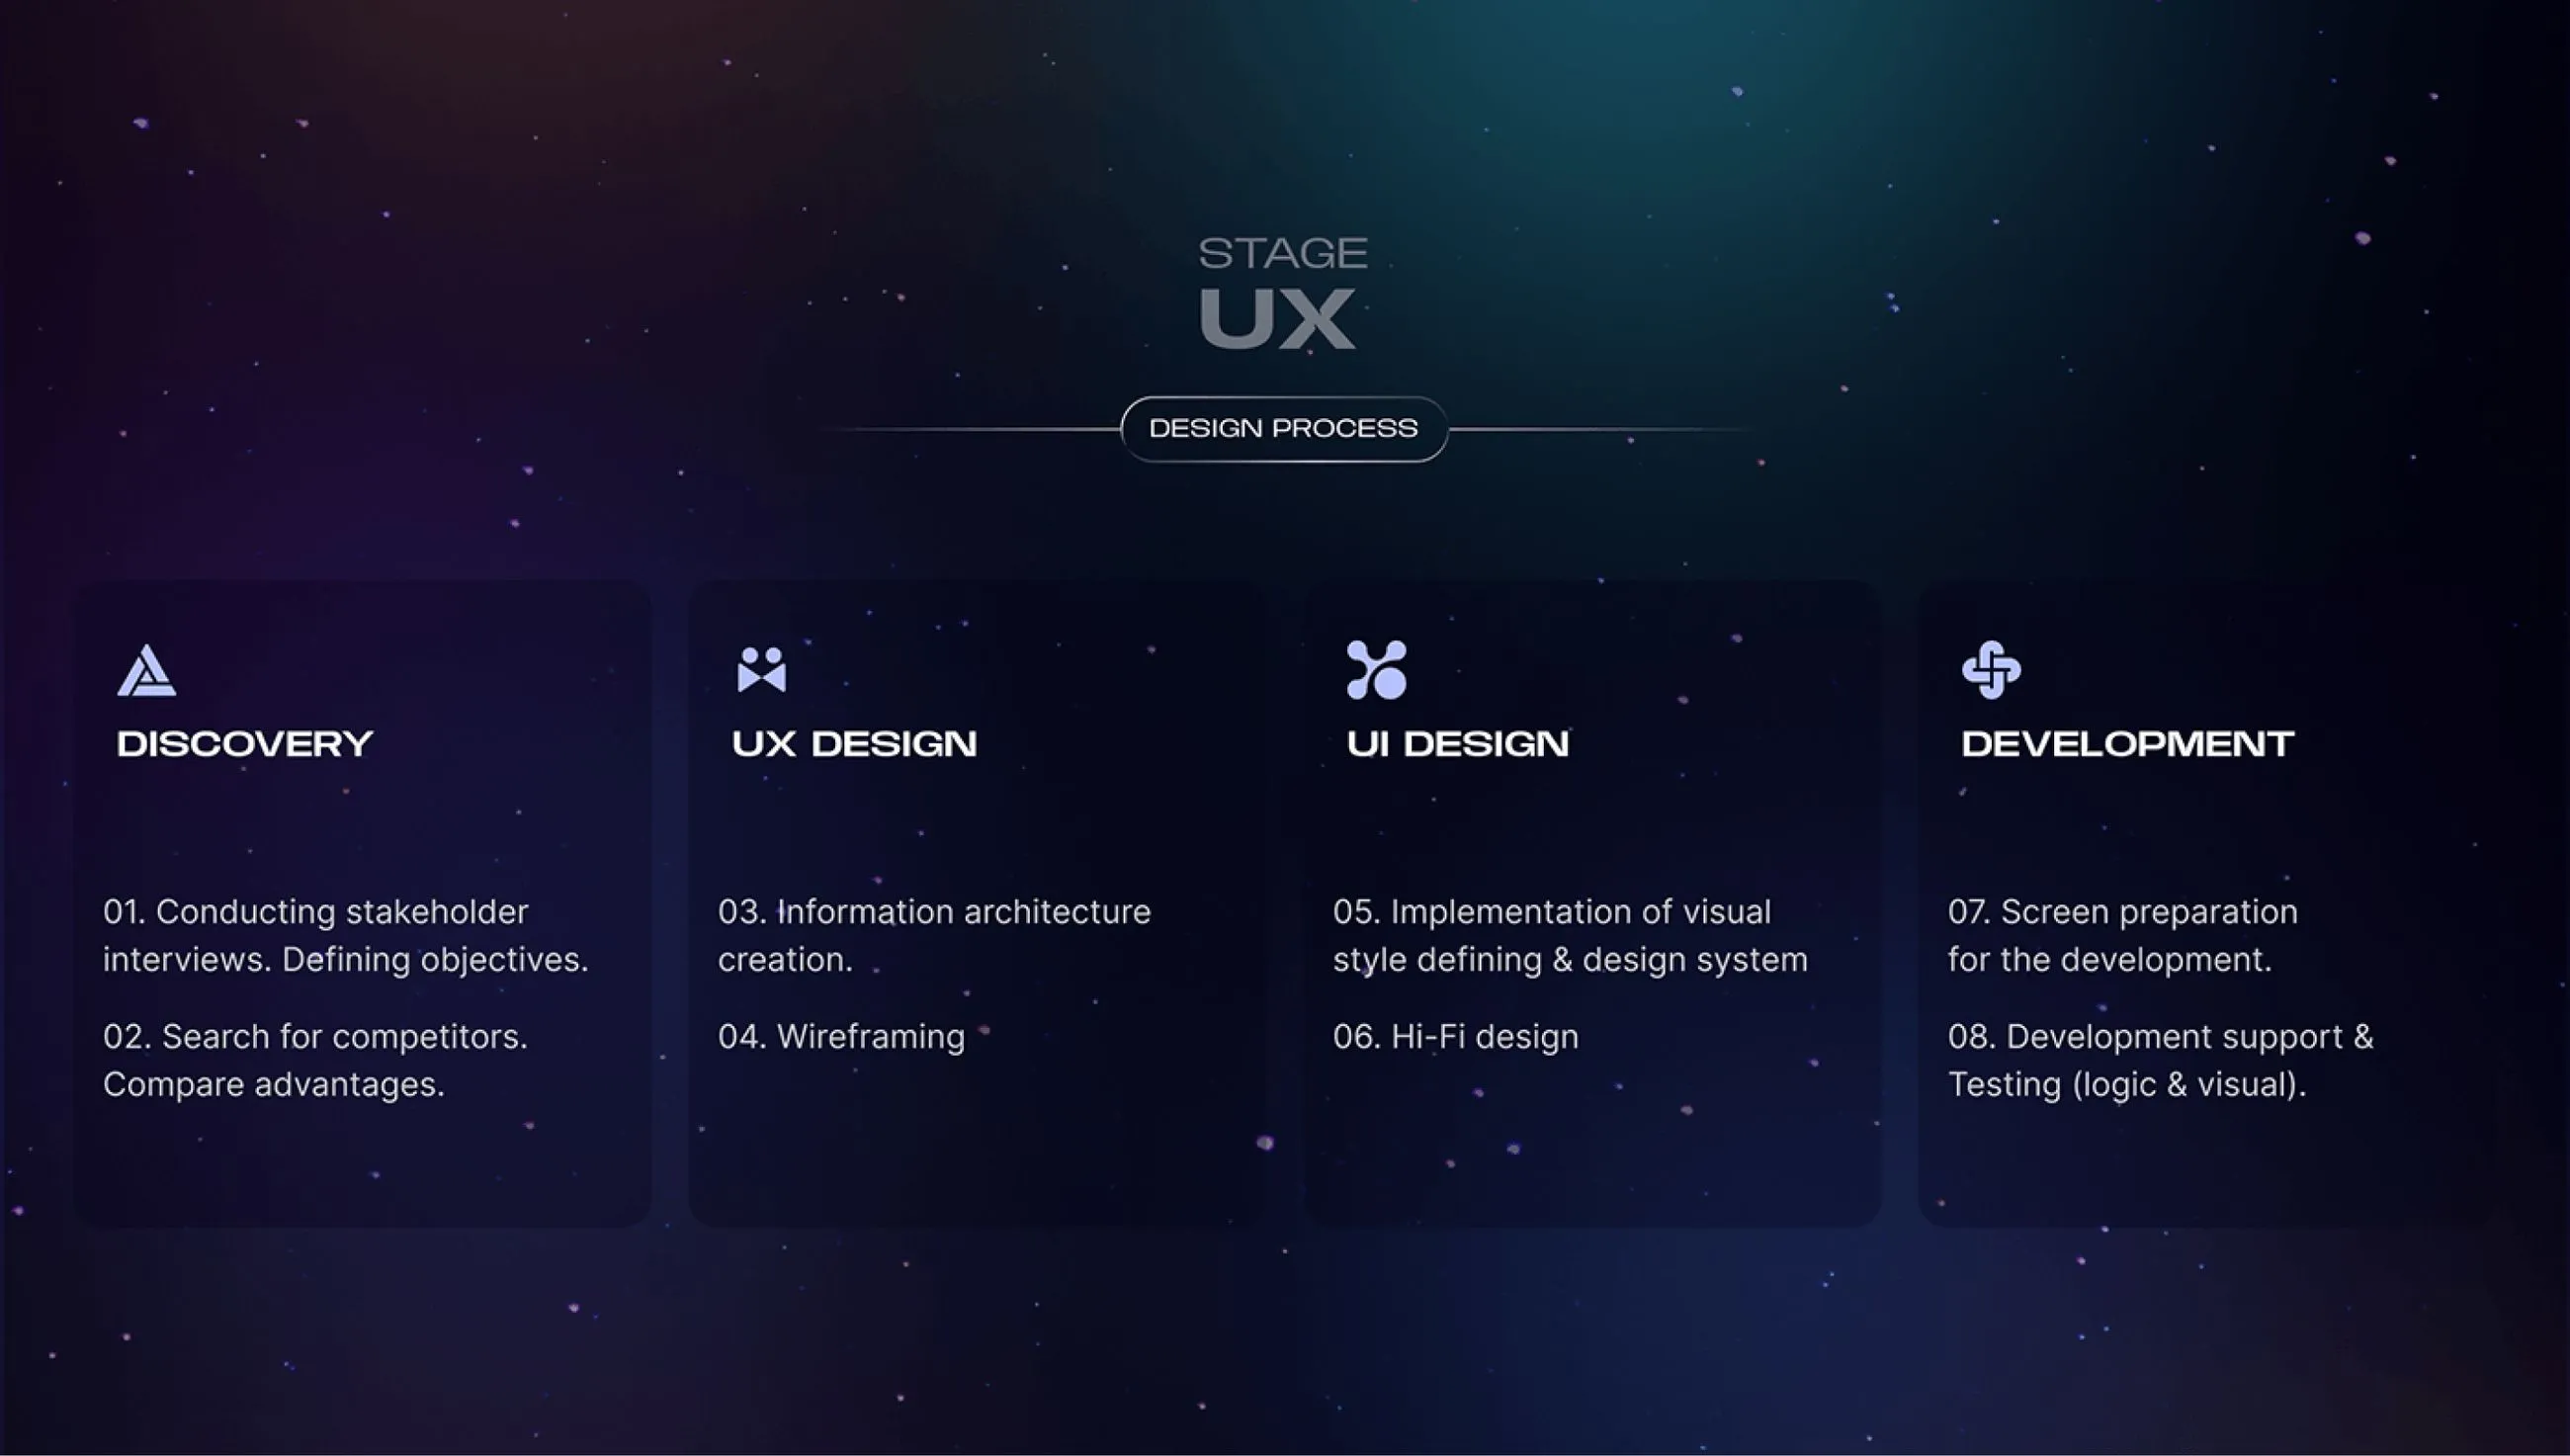 STAGE
UX
DESIGN PROCESS
DISCOVERY
01. Conducting stakeholder
interviews. Defining objectives.
02. Search for competitors.
Compare advantages.
UX DESIGN
03. Information architecture
creation.
04. Wireframing
UI DESIGN
05. Implementation of visual
style defining & design system
06. Hi-Fi design
DEVELOPMENT
07. Screen preparation
for the development.
08. Development support &
Testing (logic & visual).